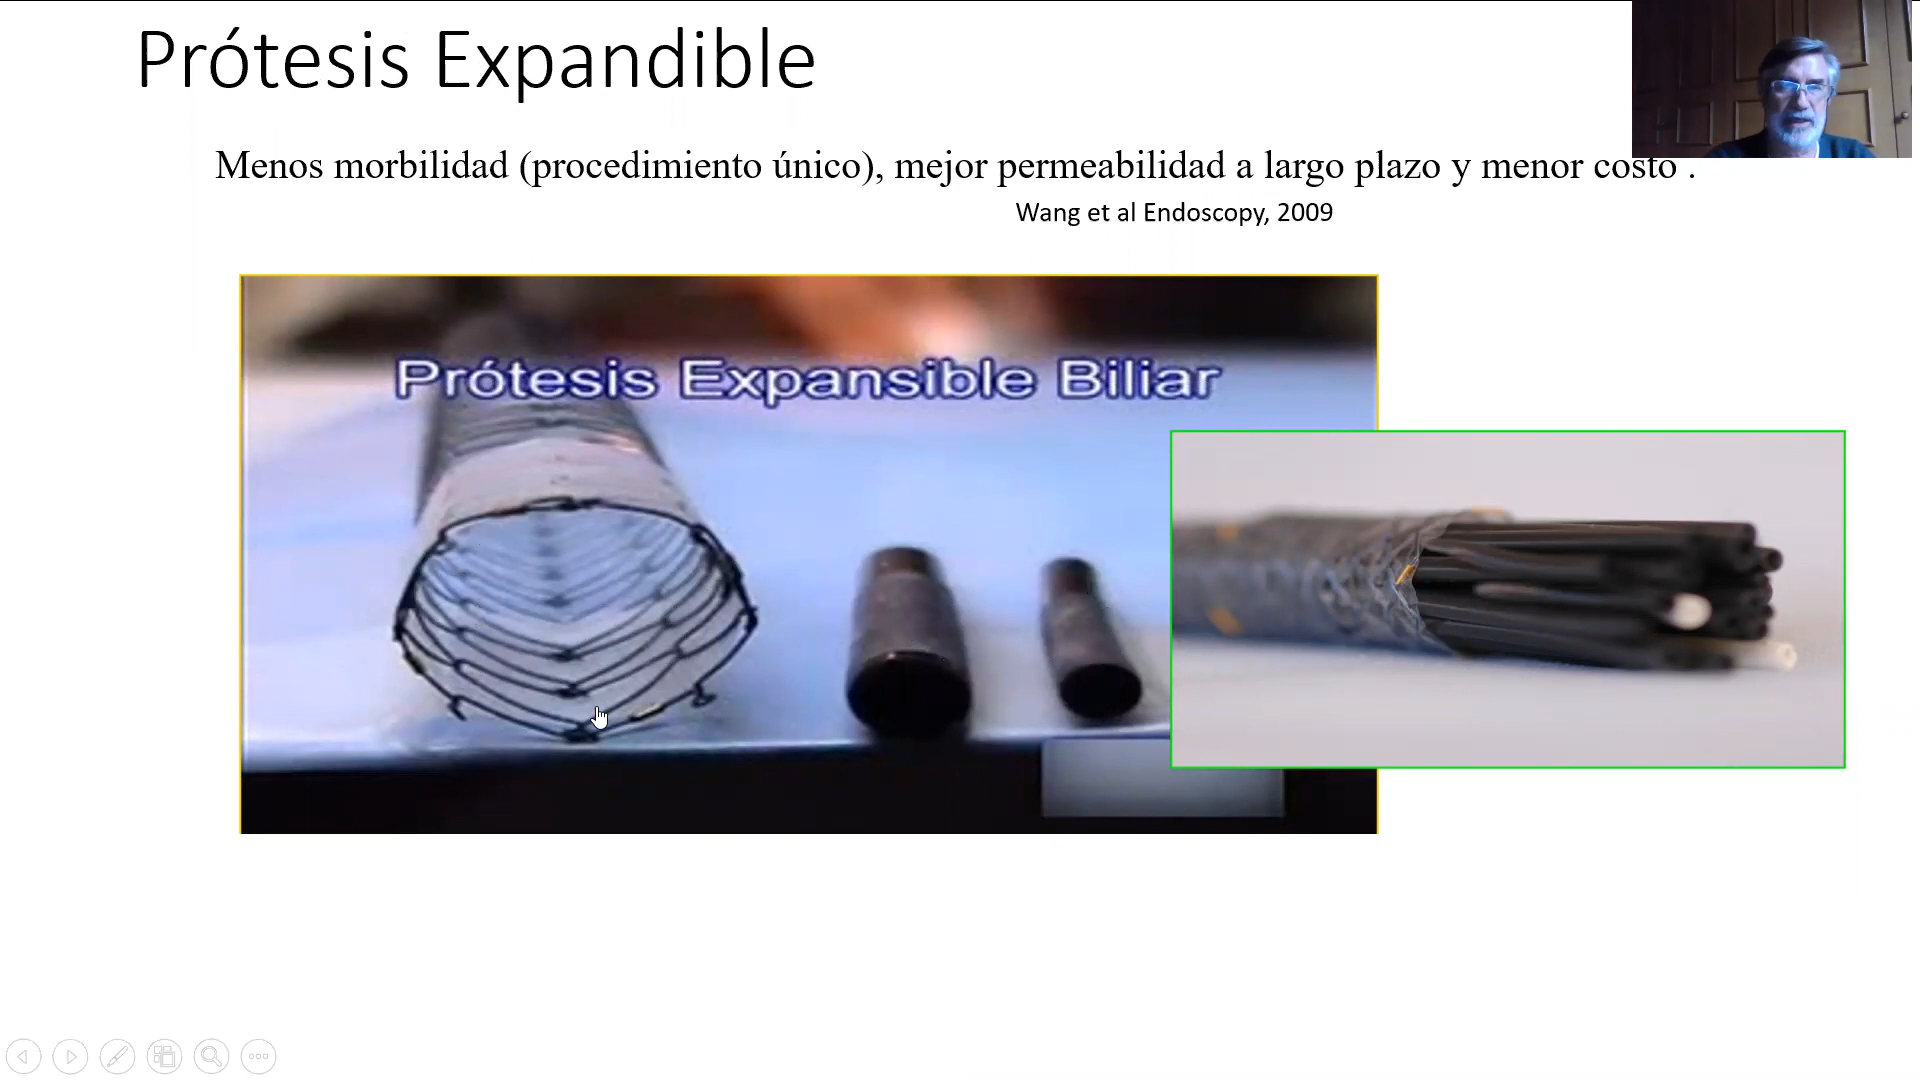 Prótesis Expandible
Menos morbilidad (procedimiento único), mejor permeabilidad a largo plazo y menor costo .
Wang et al Endoscopy, 2009
Prótesis Expansible Biliar